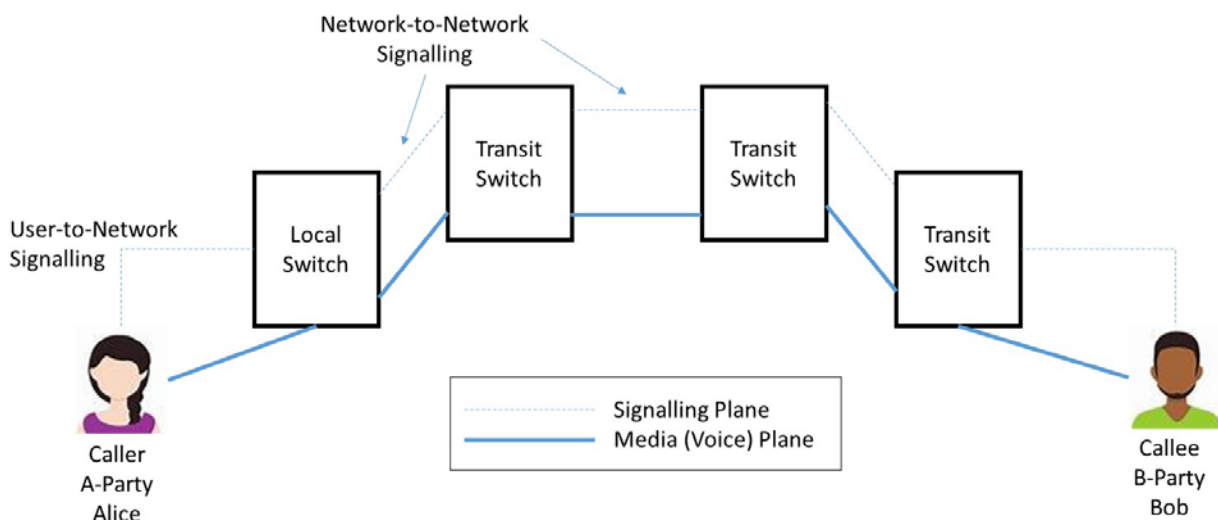 Network-to-Network
Signalling
Transit
Switch
Transit
Switch
User-to-Network
Signalling
Local
Switch
Transit
Switch
Signalling Plane
Media (Voice) Plane
Caller
A-Party
Alice
Callee
B-Party
Bob